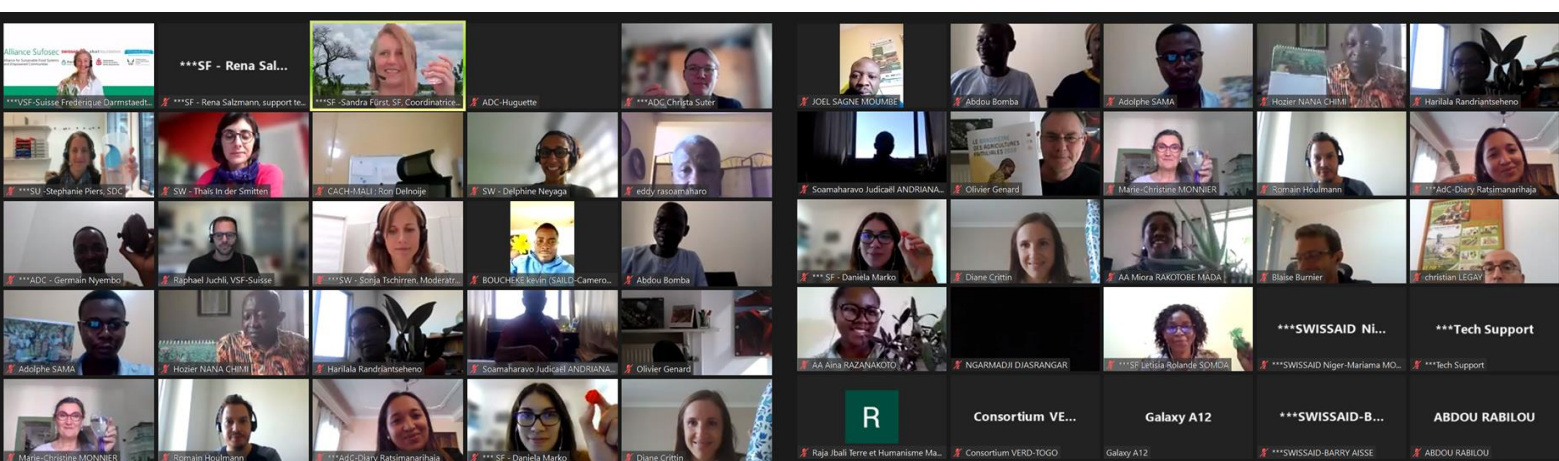 Alliance Sufosec
***VSF-Suisse Frédérique Darmstaedt...
***SF - Rena Sal...
***SF - Rena Salzmann, support te...
***SF -Sandra Fürst, SF, Coordinatrice...
ADC-Huguette
***ADC Christa Suter
***SU -Stephanie Piers, SDC
SW - Thaïs In der Smitten
CACH-MALI ; Ron Delnoije
SW - Delphine Neyaga
eddy rasoamaharo
***ADC - Germain Nyembo
Raphael Juchli, VSF-Suisse
***SW - Sonja Tschirren, Modératr...
BOUCHEKE kevin (SAILD-Camero...
Abdou Bomba
Adolphe SAMA
Hozier NANA CHIMI
Harilala Randriantseheno
Soamaharavo Judicaël ANDRIANA...
Olivier Genard
Marie-Christine MONNIER
Romain Houlmann
***AdC-Diary Ratsimanarihaja
*** SF - Daniela Marko
Diane Crittin
JOEL SAGNE MOUMBE
Abdou Bomba
Adolphe SAMA
Hozier NANA CHIMI
Harilala Randriantseheno
Soamaharavo Judicaël ANDRIANA...
LE BAROMETRE
DES AGRICULTURES
FAMILIALES
Olivier Genard
Marie-Christine MONNIER
Romain Houlmann
***AdC-Diary Ratsimanarihaja
*** SF - Daniela Marko
Diane Crittin
AA Miora RAKOTOBE MADA
Blaise Burnier
christian LEGAY
AA Aina RAZANAKOTO
NGARMADJI DJASRANGAR
***SF Letisia Rolande SOMDA
***SWISSAID Ni...
***SWISSAID Niger-Mariama MO...
***Tech Support
***Tech Support
R
Raja Jbali Terre et Humanisme Ma...
Consortium VE...
Consortium VERD-TOGO
Galaxy A12
Galaxy A12
***SWISSAID-B...
***SWISSAID-BARRY AISSE
ABDOU RABILOU
ABDOU RABILOU